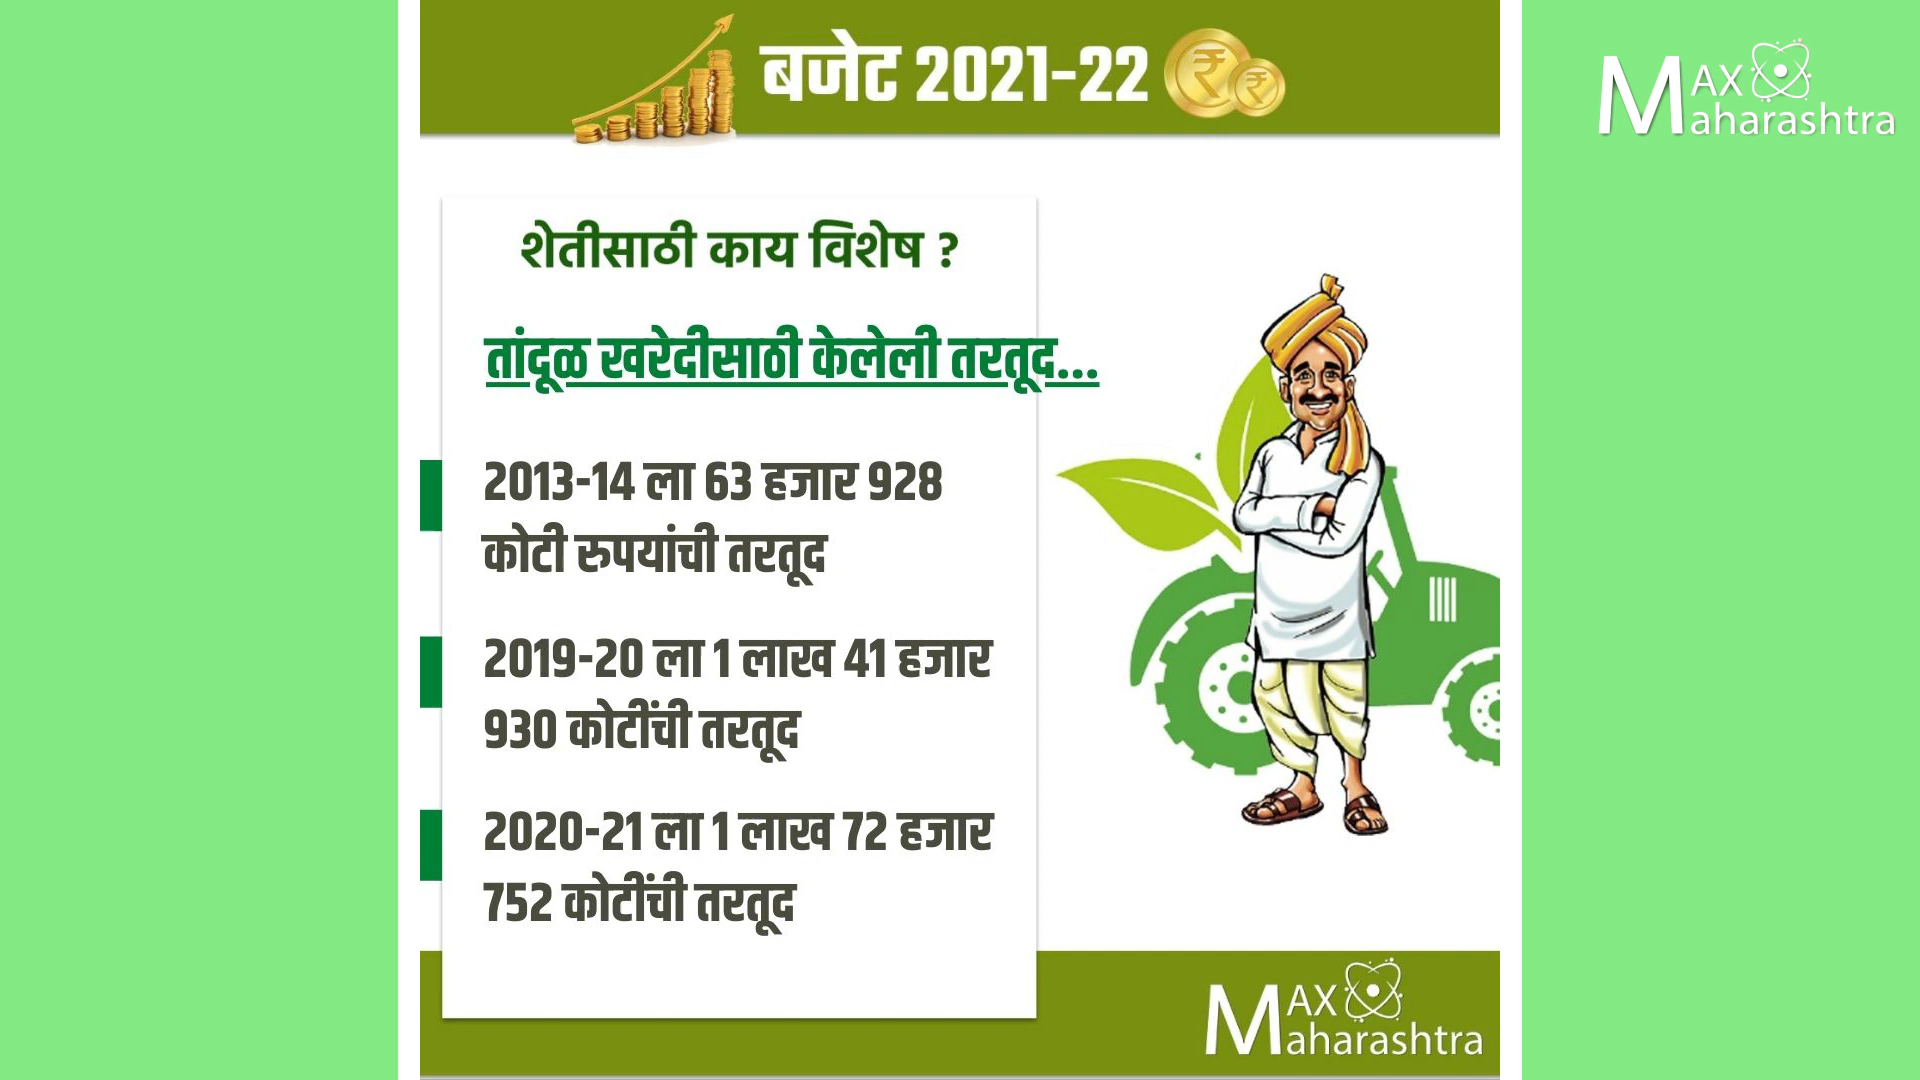 बजेट 2021-22
MAX
Maharashtra
शेतीसाठी काय विशेष ?
तांदूळ खरेदीसाठी केलेली तरतूद...
2013-14 ला 63 हजार 928
कोटी रुपयांची तरतूद
2019-20 ला 1 लाख 41 हजार
930 कोटींची तरतूद
2020-21 ला 1 लाख 72 हजार
752 कोटींची तरतूद
MAX
Maharashtra